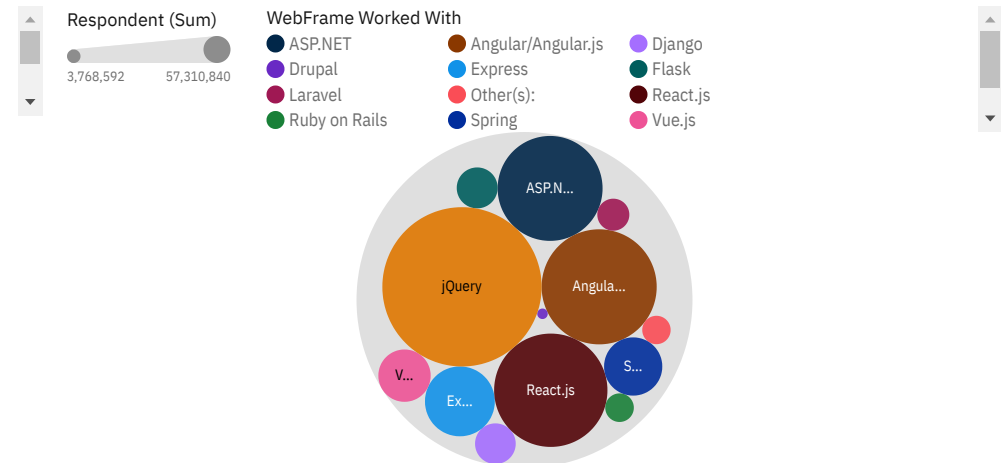 Respondent (Sum)
3,768,592 57,310,840
WebFrame Worked With
ASP.NET Angular/Angular.js Django
Drupal Express Flask
Laravel Other(s): React.js
Ruby on Rails Spring Vue.js
ASP.N...
jQuery
Angula...
S...
V...
React.js
Ex...